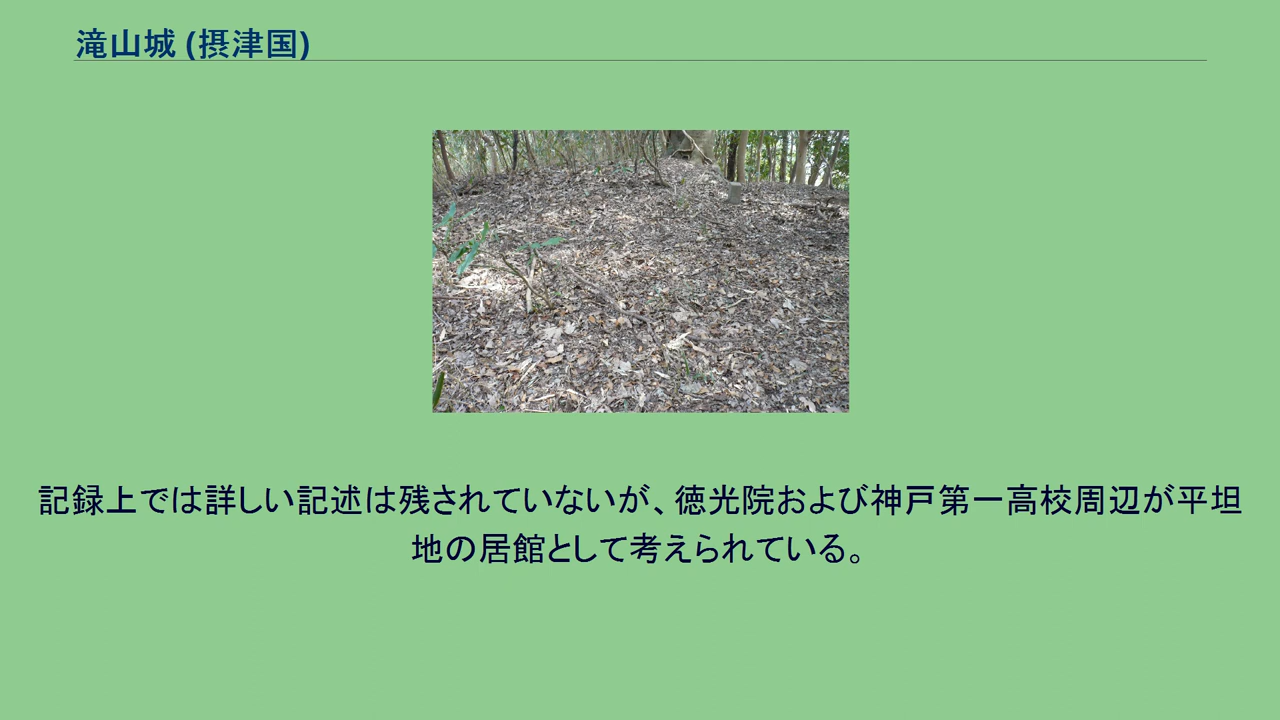 滝山城 (摂津国)
記録上では詳しい記述は残されていないが、徳光院および神戸第一高校周辺が平坦
地の居館として考えられている。